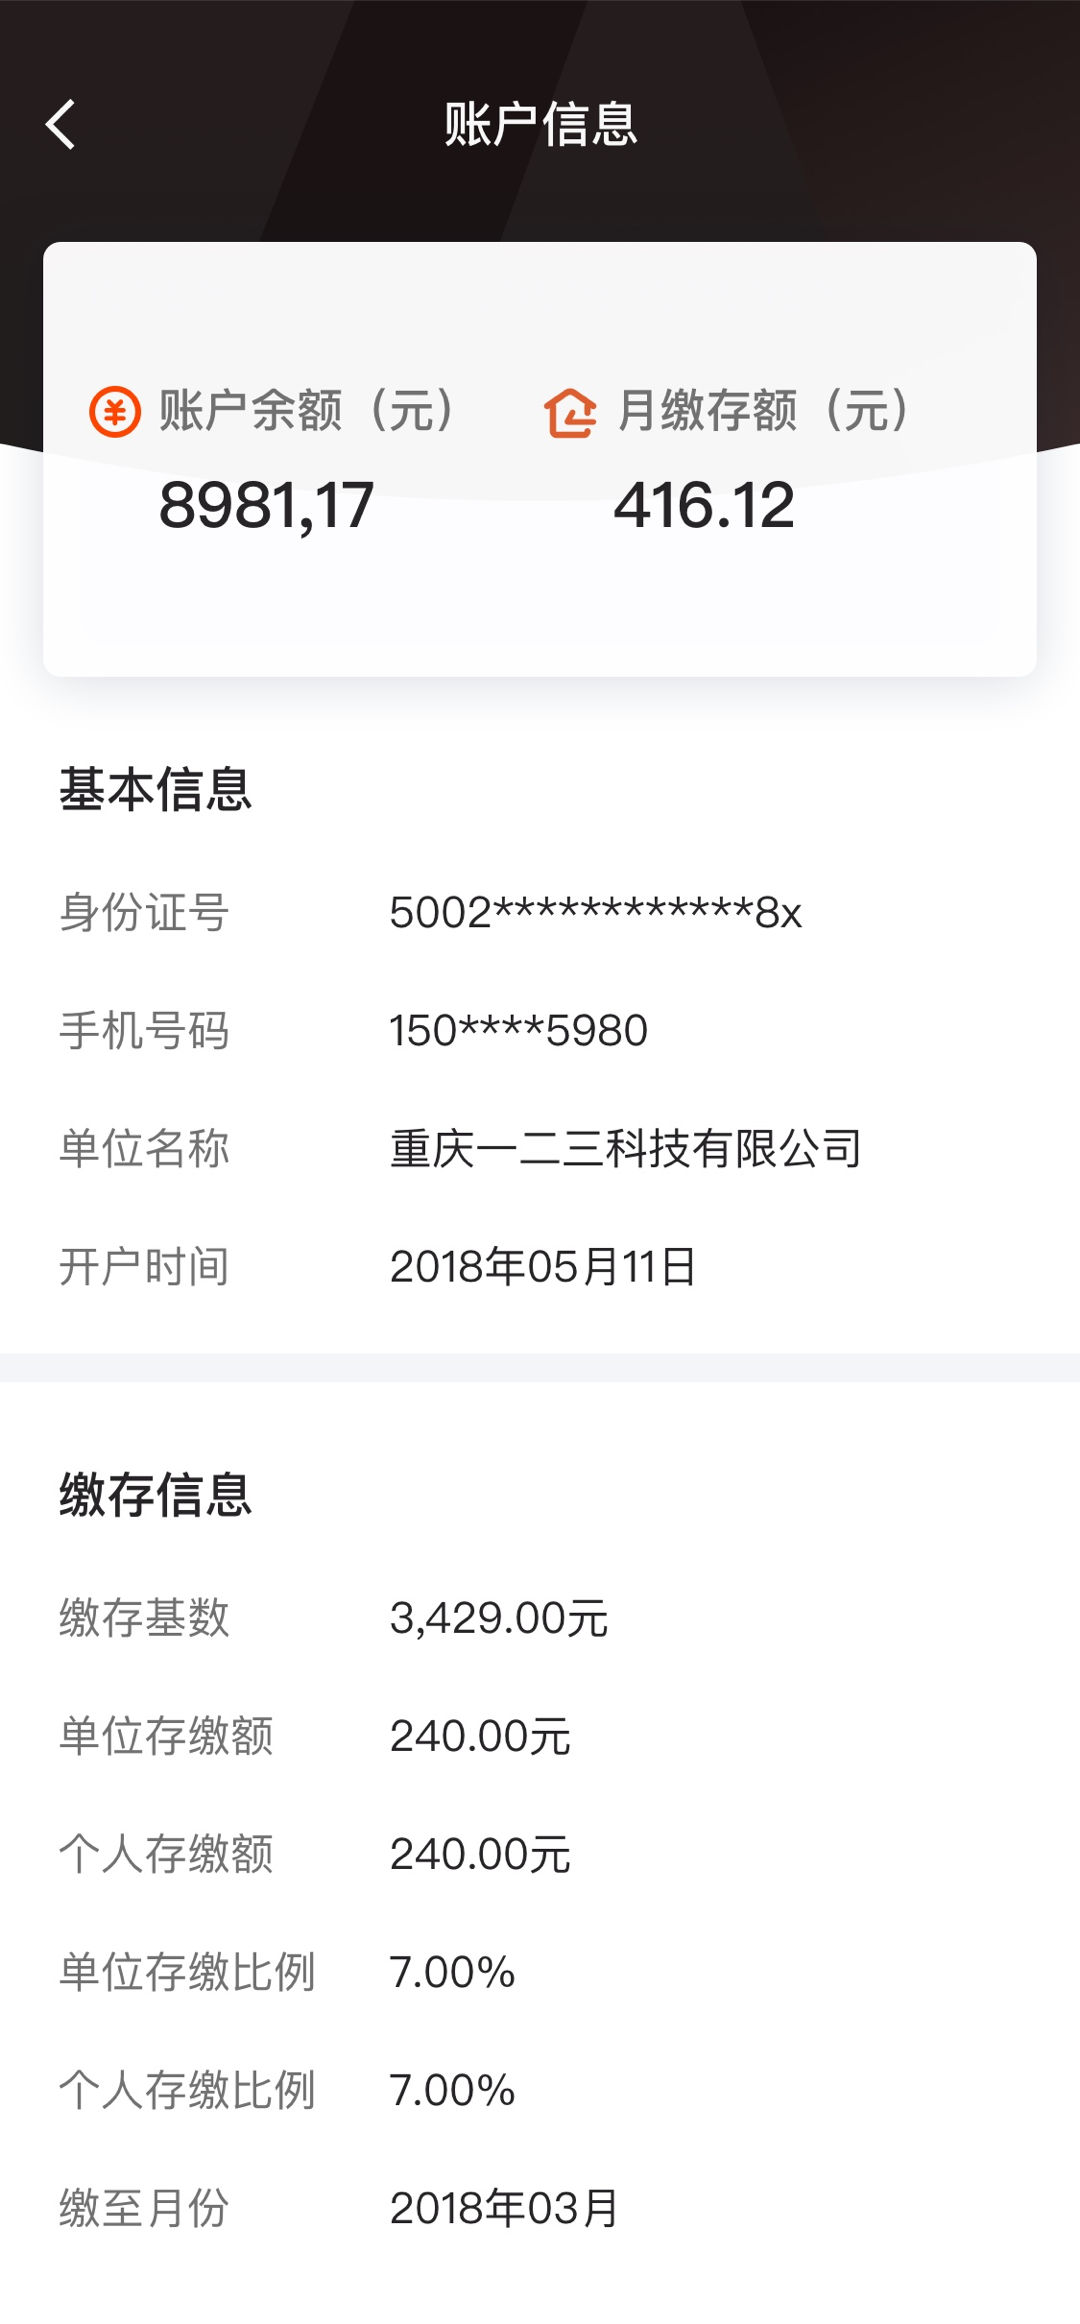 账户信息
账户余额（元） 月缴存额（元）
8981,17 416.12
基本信息
身份证号 5002************8x
手机号码 150****5980
单位名称 重庆一二三科技有限公司
开户时间 2018年05月11日
缴存信息
缴存基数 3,429.00元
单位存缴额 240.00元
个人存缴额 240.00元
单位存缴比例 7.00%
个人存缴比例 7.00%
缴至月份 2018年03月